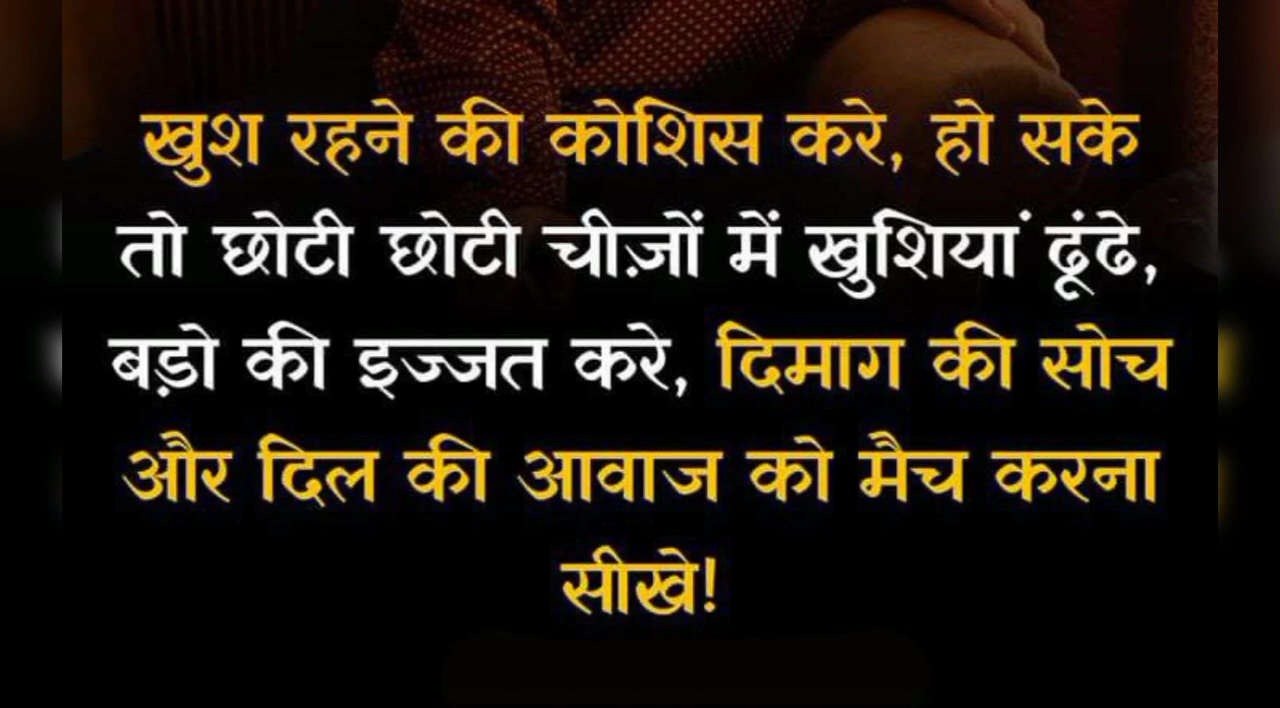 खुश रहने की कोशिस करे, हो सके
तो छोटी छोटी चीज़ों में खुशियां ढूंढे,
बड़ो की इज्जत करे, दिमाग की सोच
और दिल की आवाज को मैच करना
सीखे!